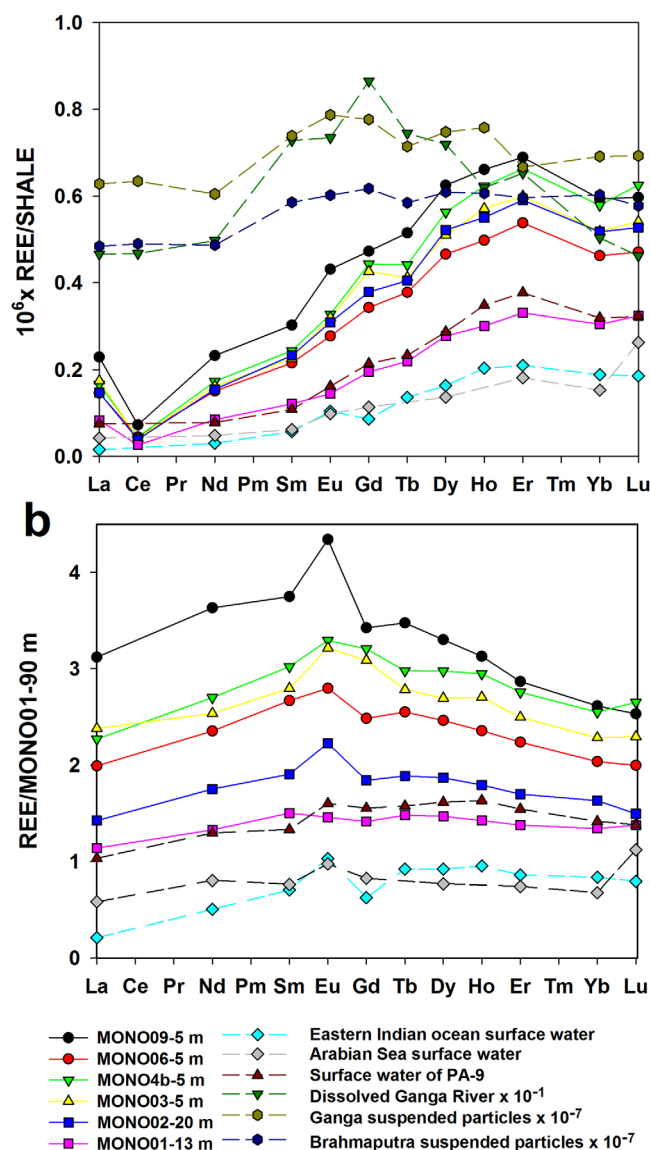 1.0
0.8
0.6
0.4
0.2
0.0
10⁶x REE/SHALE
La Ce Pr Nd Pm Sm Eu Gd Tb Dy Ho Er Tm Yb Lu
b
4
3
2
1
0
REE/MONO01-90 m
La Ce Pr Nd Pm Sm Eu Gd Tb Dy Ho Er Tm Yb Lu
MONO09-5 m
MONO06-5 m
MONO4b-5 m
MONO03-5 m
MONO02-20 m
MONO01-13 m
Eastern Indian ocean surface water
Arabian Sea surface water
Surface water of PA-9
Dissolved Ganga River x 10⁻¹
Ganga suspended particles x 10⁻⁷
Brahmaputra suspended particles x 10⁻⁷